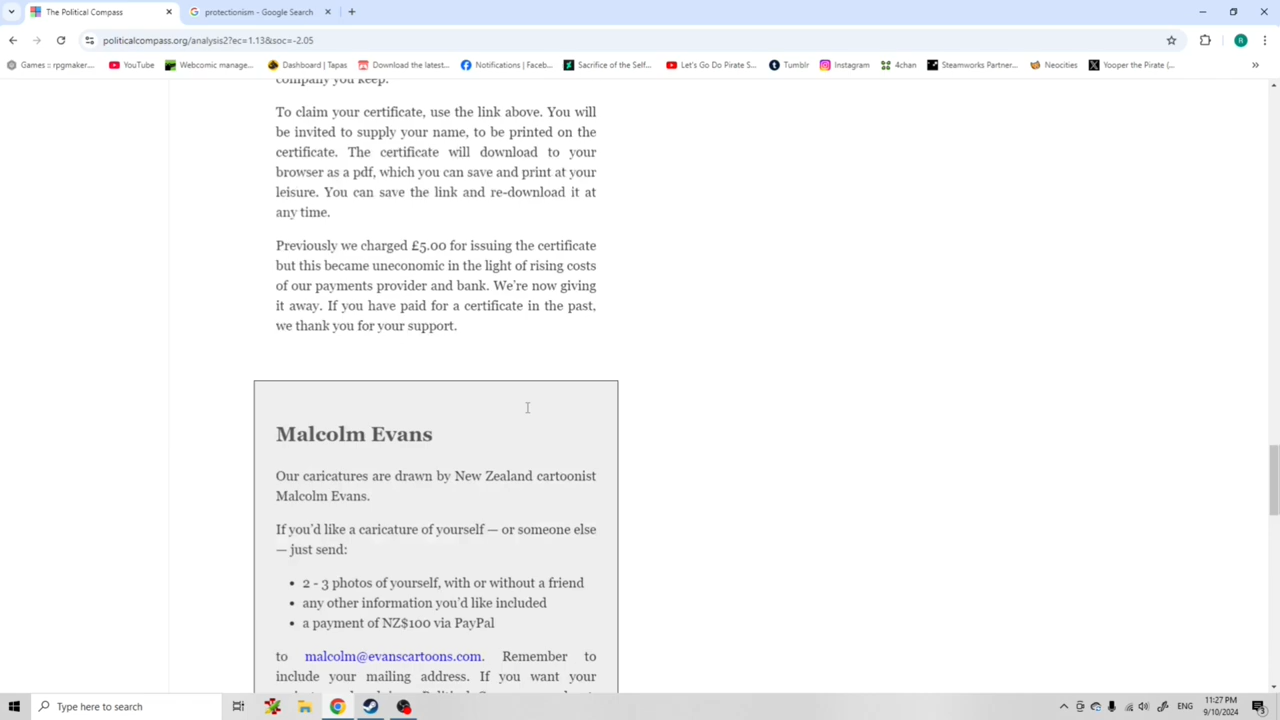 The Political Compass
protectionism - Google Search
politicalcompass.org/analysis2?ec=1.13&soc=-2.05
Games :: rpgmaker...
YouTube
Webcomic manage...
Dashboard | Tapas
Download the latest...
Notifications | Faceb...
Sacrifice of the Self...
Let's Go Do Pirate S...
Tumblr
Instagram
4chan
Steamworks Partner...
Neocities
Yooper the Pirate (...
company you keep.
To claim your certificate, use the link above. You will
be invited to supply your name, to be printed on the
certificate. The certificate will download to your
browser as a pdf, which you can save and print at your
leisure. You can save the link and re-download it at
any time.
Previously we charged £5.00 for issuing the certificate
but this became uneconomic in the light of rising costs
of our payments provider and bank. We're now giving
it away. If you have paid for a certificate in the past,
we thank you for your support.
Malcolm Evans
Our caricatures are drawn by New Zealand cartoonist
Malcolm Evans.
If you'd like a caricature of yourself — or someone else
— just send:
• 2 - 3 photos of yourself, with or without a friend
• any other information you'd like included
• a payment of NZ$100 via PayPal
to malcolm@evanscartoons.com. Remember to
include your mailing address. If you want your
Type here to search
ENG
11:27 PM
9/10/2024
3